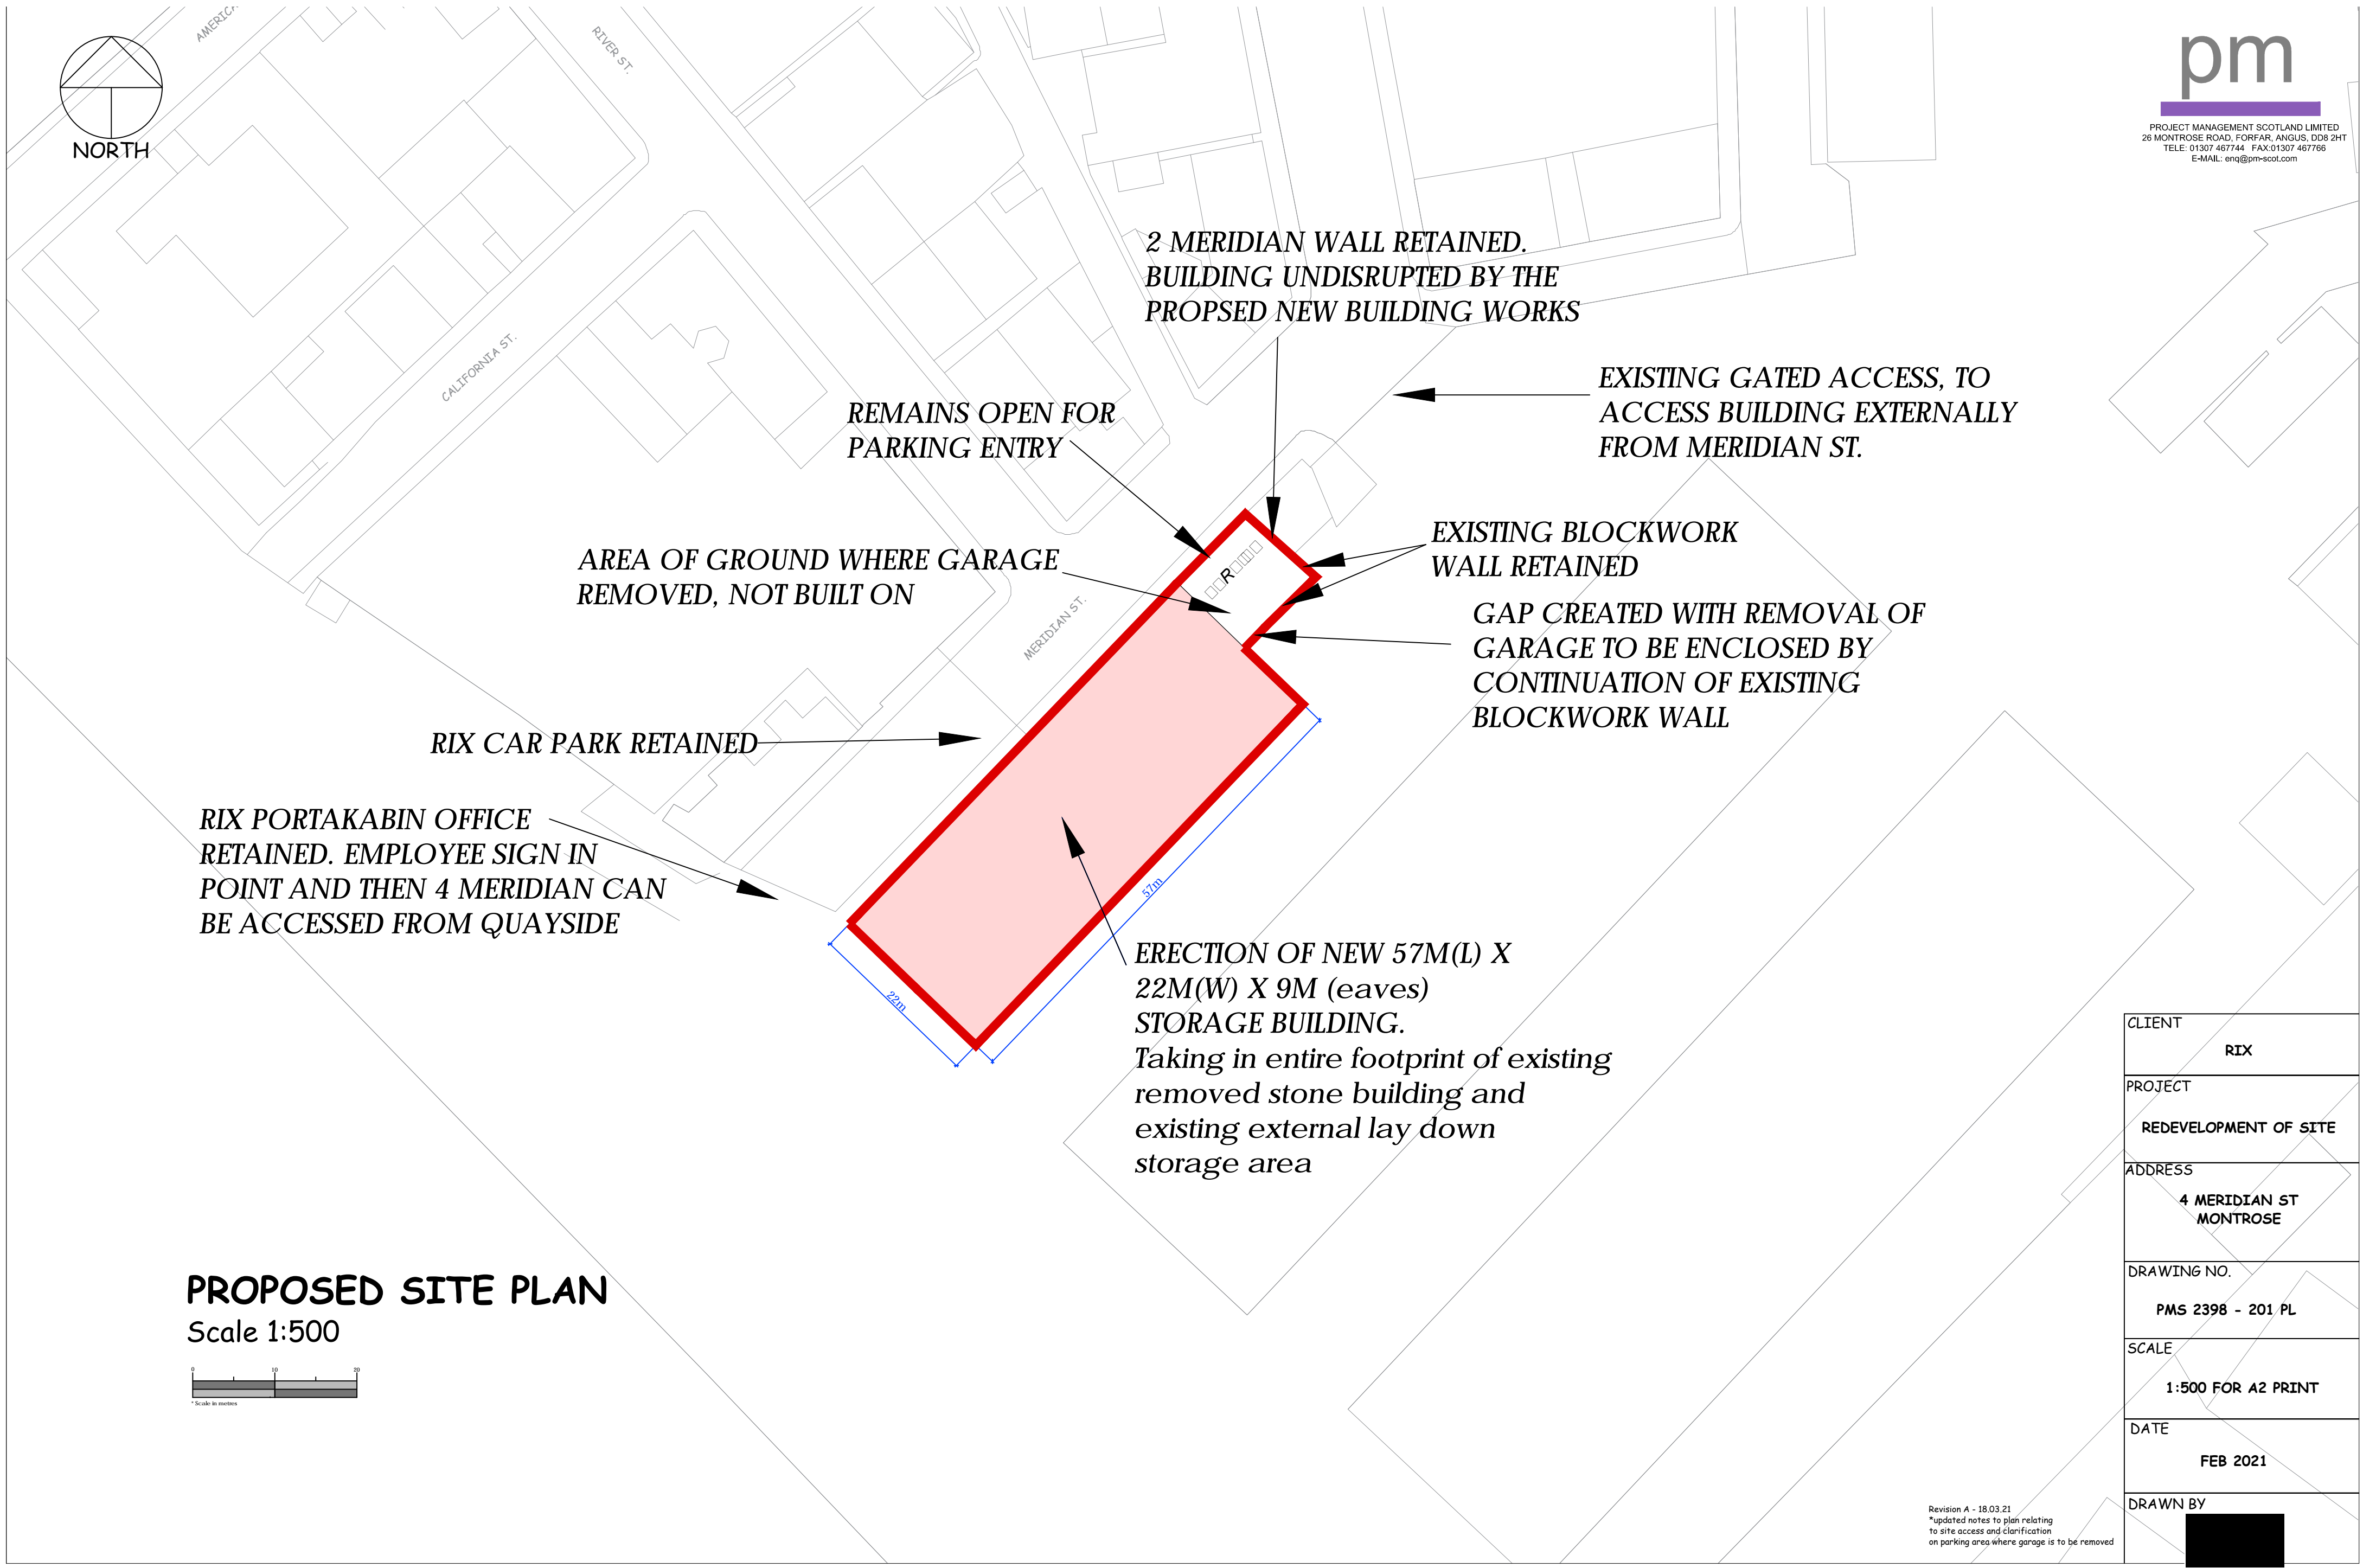 AMERICA
RIVER ST.
NORTH
pm
PROJECT MANAGEMENT SCOTLAND LIMITED
26 MONTROSE ROAD, FORFAR, ANGUS, DD8 2HT
TELE: 01307 467744 FAX:01307 467766
E-MAIL: enq@pm-scot.com
2 MERIDIAN WALL RETAINED.
BUILDING UNDISRUPTED BY THE
PROPSED NEW BUILDING WORKS
CALIFORNIA ST.
REMAINS OPEN FOR
PARKING ENTRY
EXISTING GATED ACCESS, TO
ACCESS BUILDING EXTERNALLY
FROM MERIDIAN ST.
AREA OF GROUND WHERE GARAGE
REMOVED, NOT BUILT ON
EXISTING BLOCKWORK
WALL RETAINED
R
MERIDIAN ST.
GAP CREATED WITH REMOVAL OF
GARAGE TO BE ENCLOSED BY
CONTINUATION OF EXISTING
BLOCKWORK WALL
RIX CAR PARK RETAINED
RIX PORTAKABIN OFFICE
RETAINED. EMPLOYEE SIGN IN
POINT AND THEN 4 MERIDIAN CAN
BE ACCESSED FROM QUAYSIDE
57m
22m
ERECTION OF NEW 57M(L) X
22M(W) X 9M (eaves)
STORAGE BUILDING.
Taking in entire footprint of existing
removed stone building and
existing external lay down
storage area
PROPOSED SITE PLAN
Scale 1:500
0 10 20
* Scale in metres
CLIENT
RIX
PROJECT
REDEVELOPMENT OF SITE
ADDRESS
4 MERIDIAN ST
MONTROSE
DRAWING NO.
PMS 2398 - 201 PL
SCALE
1:500 FOR A2 PRINT
DATE
FEB 2021
DRAWN BY
Revision A - 18.03.21
*updated notes to plan relating
to site access and clarification
on parking area where garage is to be removed